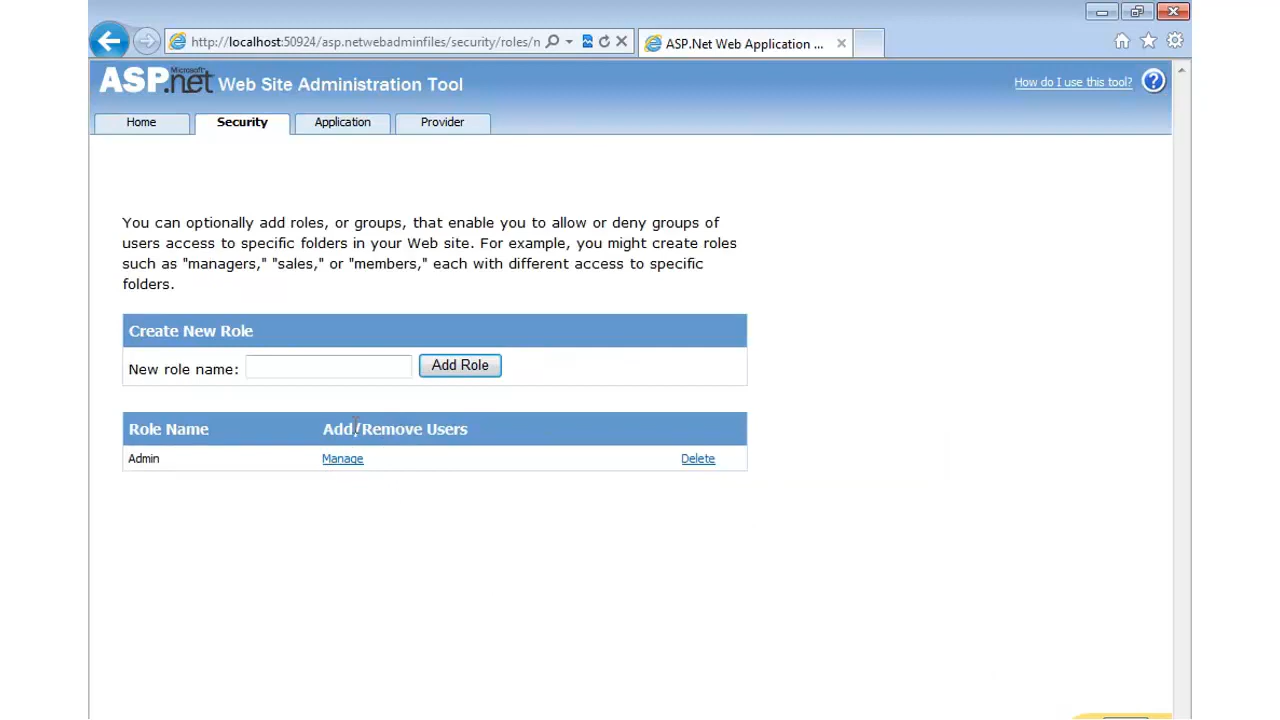 http://localhost:50924/asp.netwebadminfiles/security/roles/n
ASP.Net Web Application ...
Microsoft
ASP.net Web Site Administration Tool
How do I use this tool?
?
Home
Security
Application
Provider
You can optionally add roles, or groups, that enable you to allow or deny groups of
users access to specific folders in your Web site. For example, you might create roles
such as "managers," "sales," or "members," each with different access to specific
folders.
Create New Role
New role name:
Add Role
Role Name Add/Remove Users
Admin Manage Delete